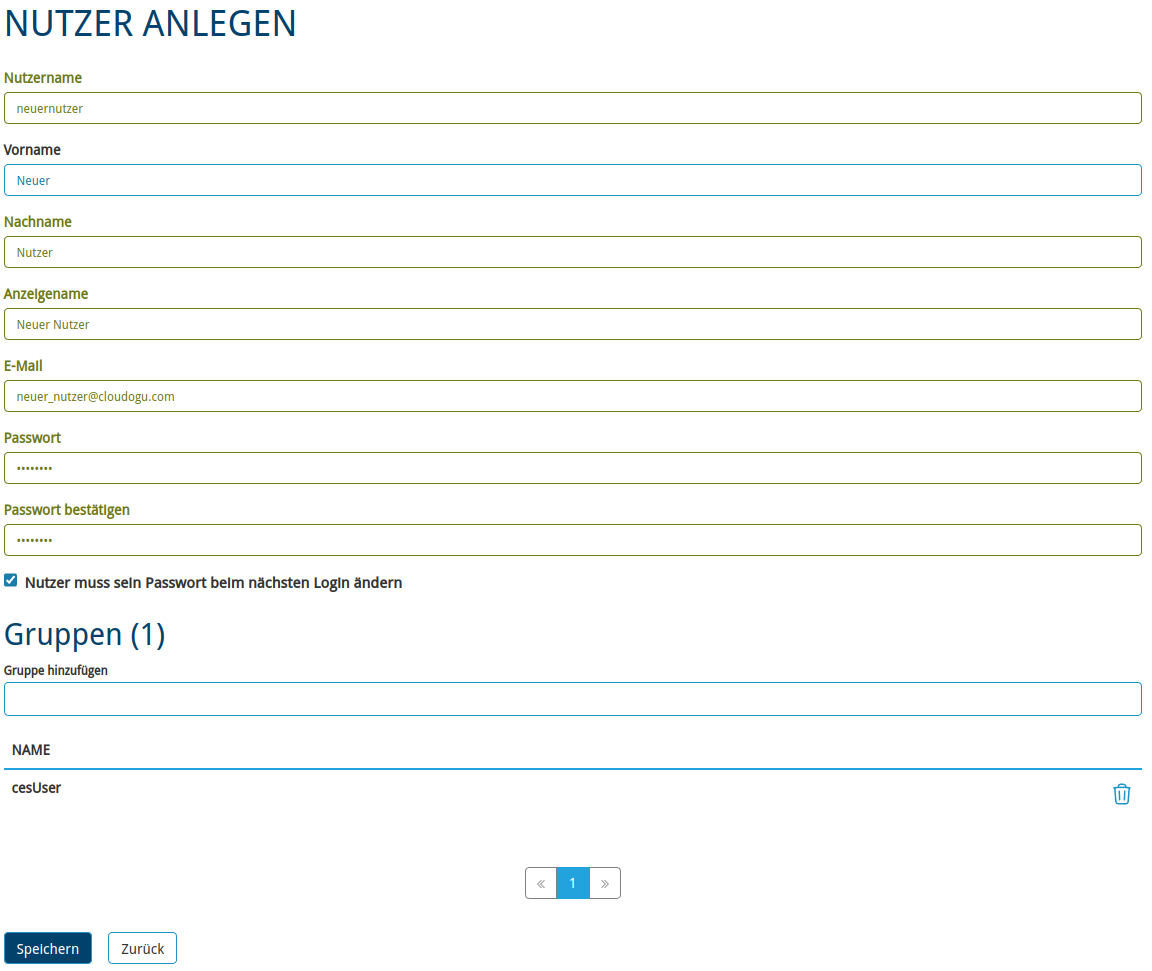 NUTZER ANLEGEN
Nutzername
neuernutzer
Vorname
Neuer
Nachname
Nutzer
Anzeigename
Neuer Nutzer
E-Mail
neuer_nutzer@cloudogu.com
Passwort
••••••••
Passwort bestätigen
••••••••
Nutzer muss sein Passwort beim nächsten Login ändern
Gruppen (1)
Gruppe hinzufügen
NAME
cesUser
« 1 »
Speichern Zurück